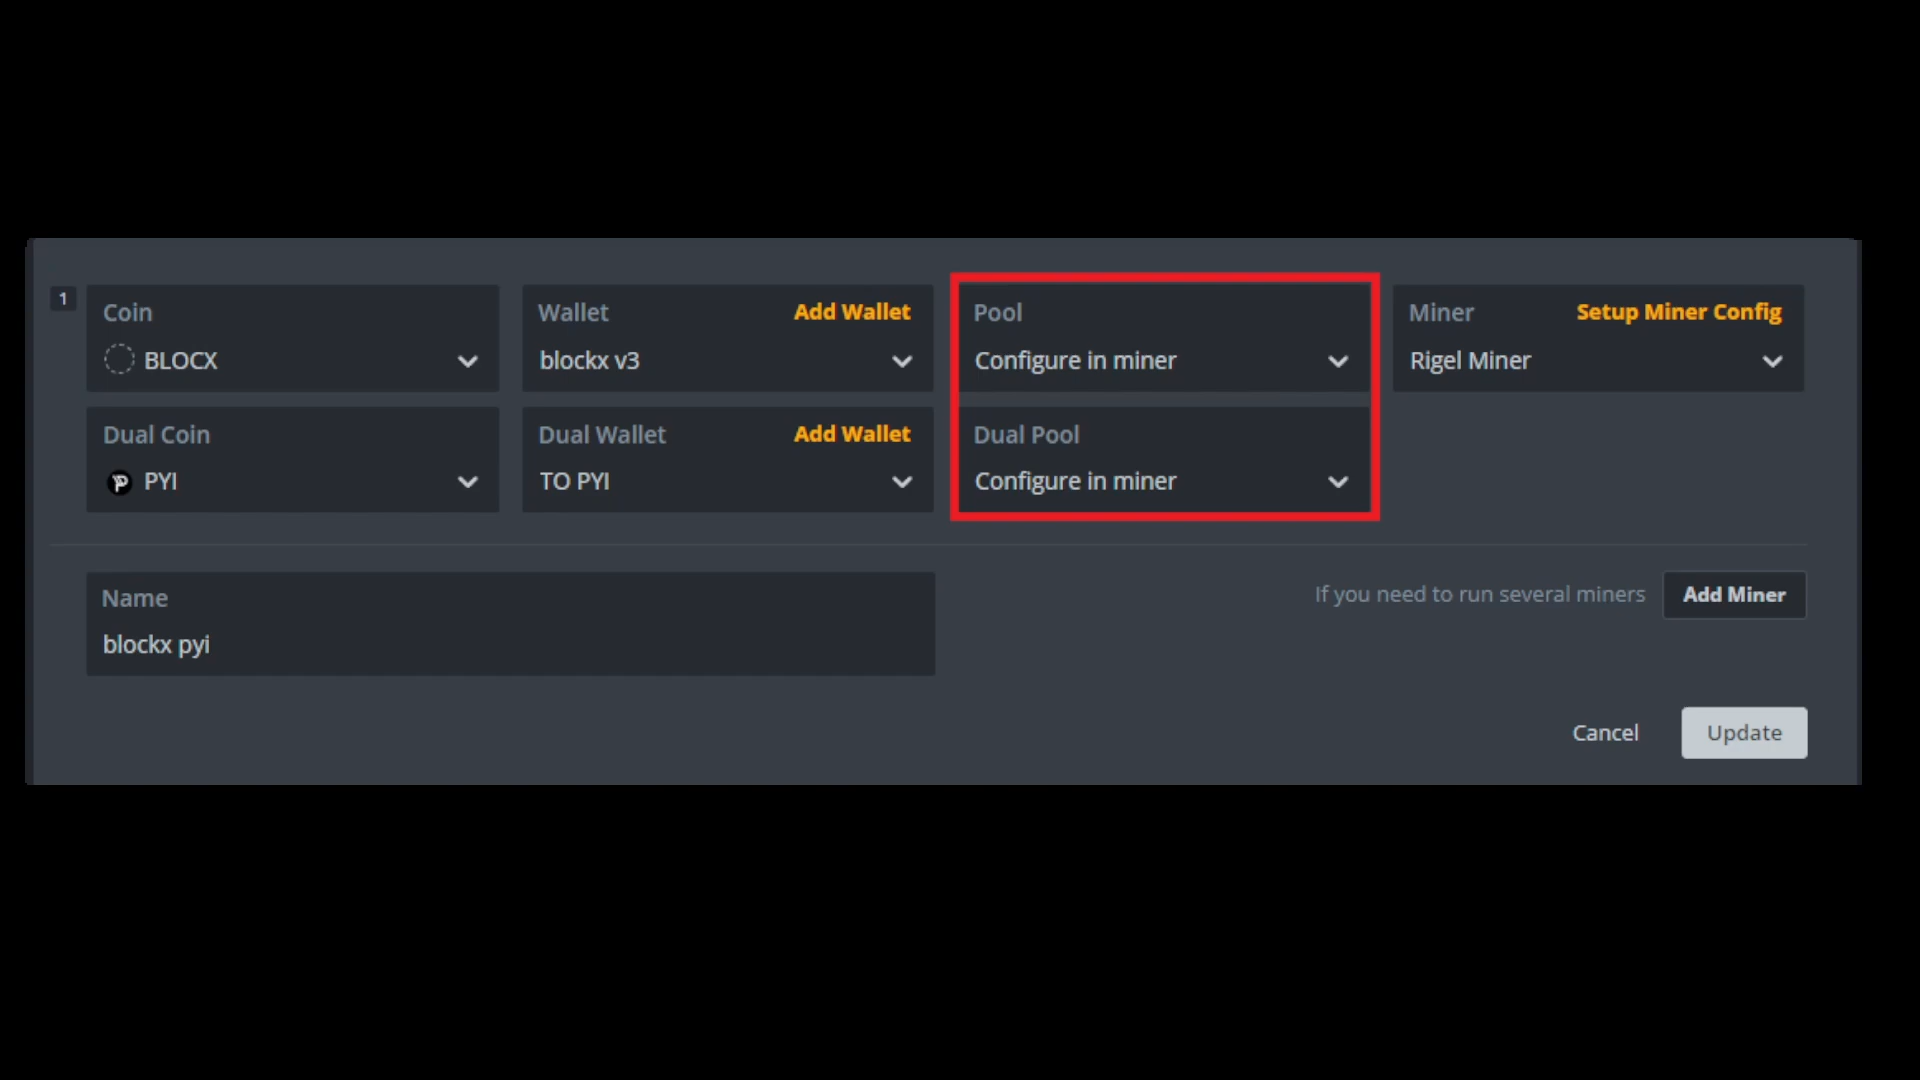 1
Coin
BLOCX
Wallet Add Wallet
blockx v3
Pool
Configure in miner
Miner Setup Miner Config
Rigel Miner
Dual Coin
PYI
Dual Wallet Add Wallet
TO PYI
Dual Pool
Configure in miner
Name
blockx pyi
If you need to run several miners Add Miner
Cancel Update